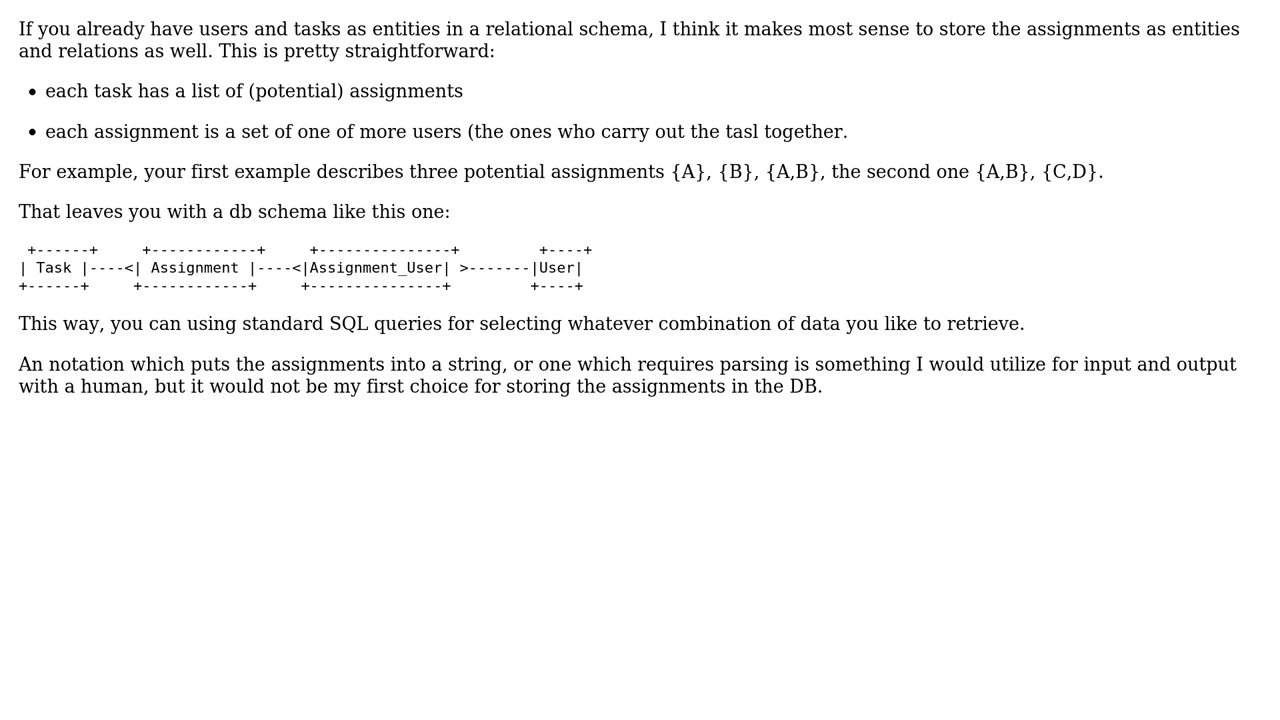 If you already have users and tasks as entities in a relational schema, I think it makes most sense to store the assignments as entities
and relations as well. This is pretty straightforward:
• each task has a list of (potential) assignments
• each assignment is a set of one of more users (the ones who carry out the tasl together.
For example, your first example describes three potential assignments {A}, {B}, {A,B}, the second one {A,B}, {C,D}.
That leaves you with a db schema like this one:
 +------+     +------------+     +---------------+         +----+
| Task |----<| Assignment |----<|Assignment_User| >-------|User|
+------+     +------------+     +---------------+         +----+
This way, you can using standard SQL queries for selecting whatever combination of data you like to retrieve.
An notation which puts the assignments into a string, or one which requires parsing is something I would utilize for input and output
with a human, but it would not be my first choice for storing the assignments in the DB.